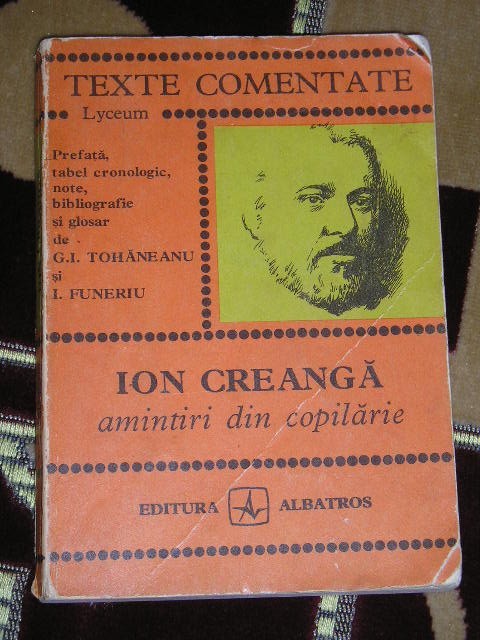 TEXTE COMENTATE
Lyceum
Prefață,
tabel cronologic,
note,
bibliografie
și glosar
de
G.I. TOHĂNEANU
și
I. FUNERIU
ION CREANGĂ
amintiri din copilărie
EDITURA ALBATROS